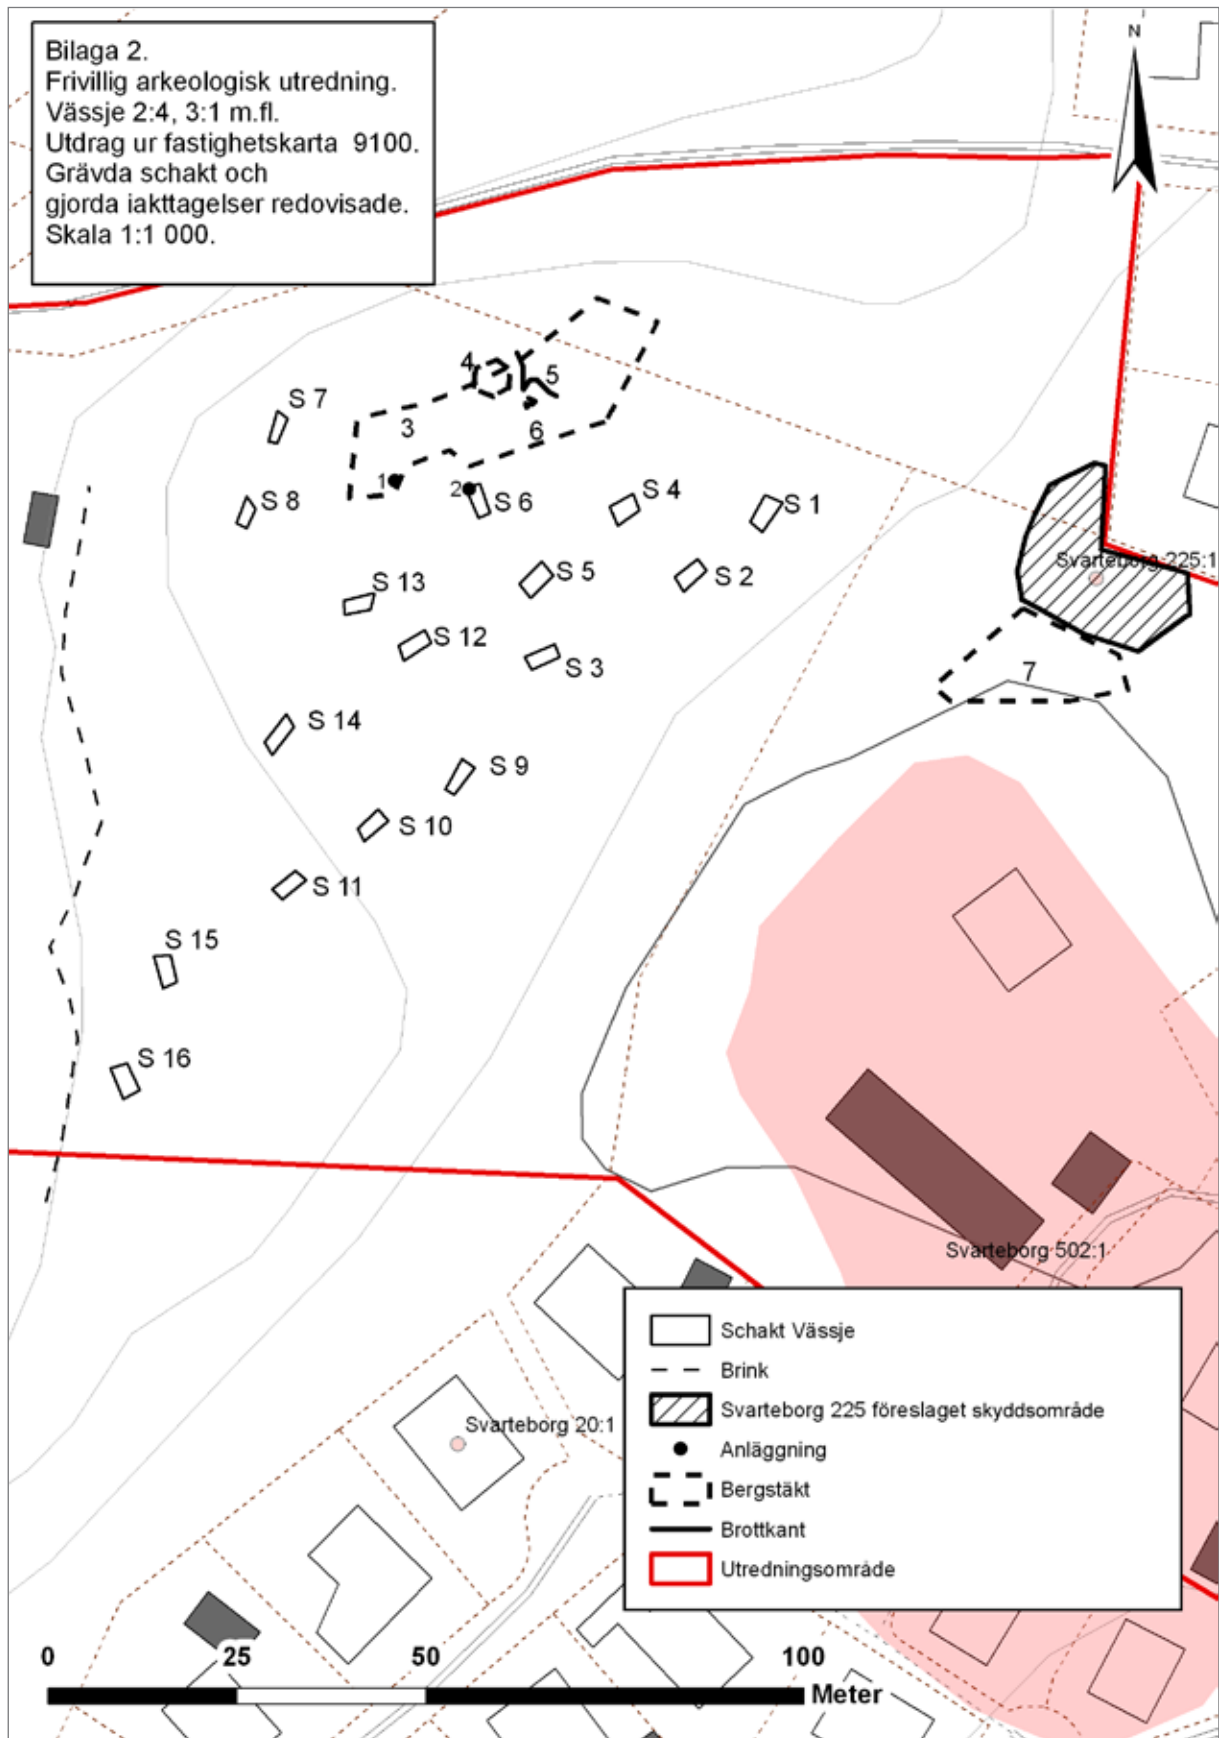 Bilaga 2.
Frivillig arkeologisk utredning.
Vässje 2:4, 3:1 m.fl.
Utdrag ur fastighetskarta 9100.
Grävda schakt och
gjorda iakttagelser redovisade.
Skala 1:1 000.
N
4
5
S 7
3
6
1
2
S 8
S 6
S 4
S 1
Svarteborg 225:1
S 13
S 5
S 2
S 12
S 3
7
S 14
S 9
S 10
S 11
S 15
S 16
Svarteborg 502:1
Svarteborg 20:1
Schakt Vässje
Brink
Svarteborg 225 föreslaget skyddsområde
Anläggning
Bergstäkt
Brottkant
Utredningsområde
0 25 50 100
Meter